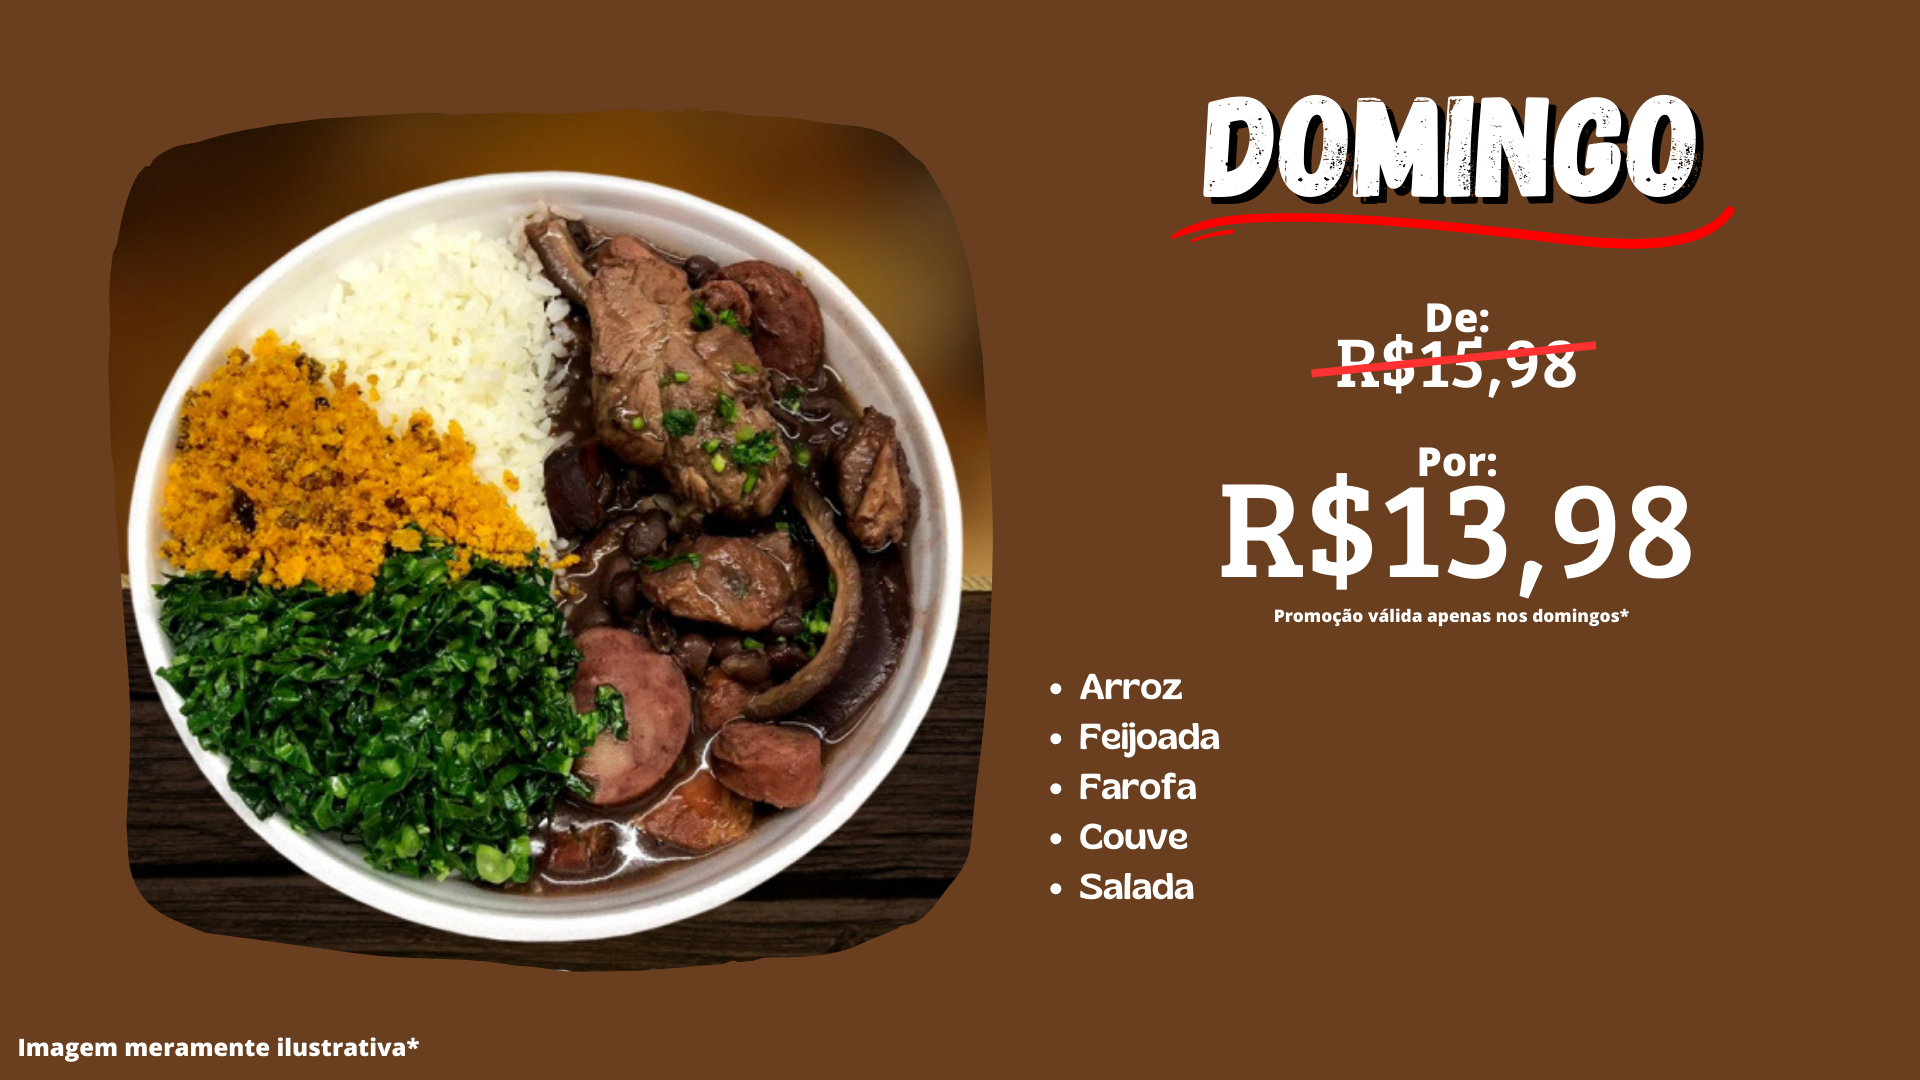 DOMINGO
De:
R$15,98
Por:
R$13,98
Promoção válida apenas nos domingos*
• Arroz
• Feijoada
• Farofa
• Couve
• Salada
Imagem meramente ilustrativa*